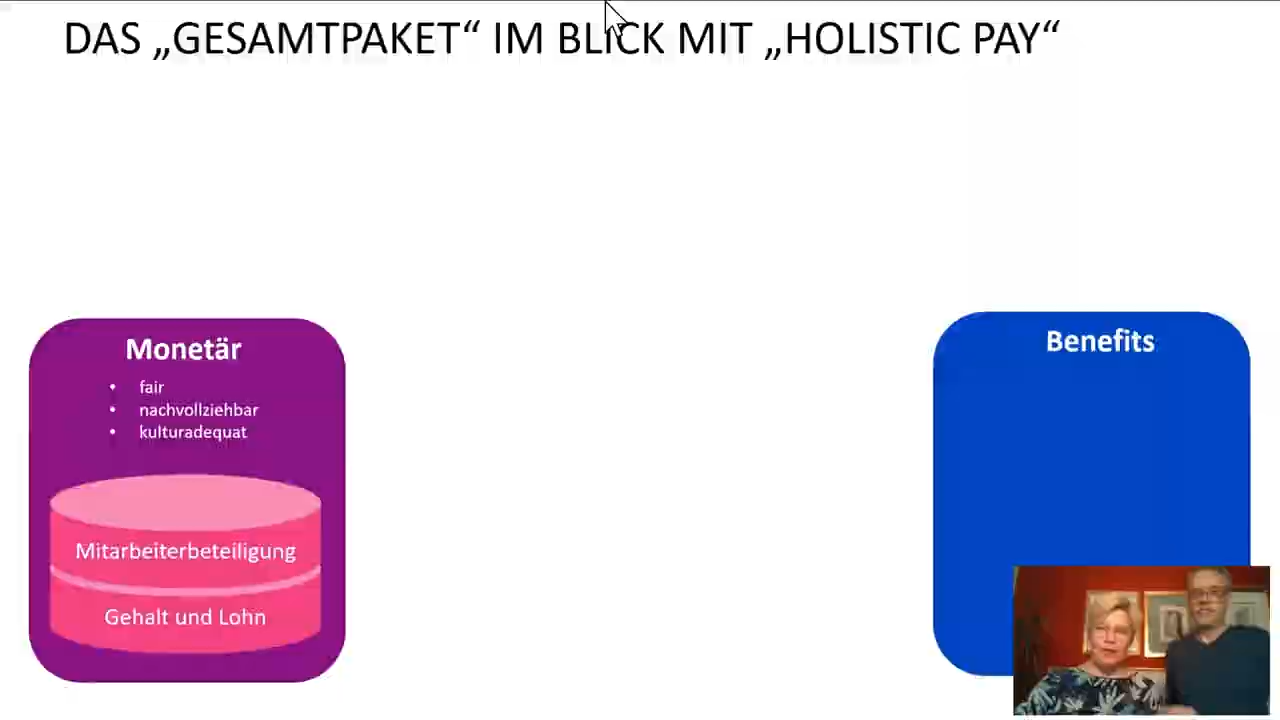 DAS „GESAMTPAKET“ IM BLICK MIT „HOLISTIC PAY“
Monetär
• fair
• nachvollziehbar
• kulturadequat
Mitarbeiterbeteiligung
Gehalt und Lohn
Benefits